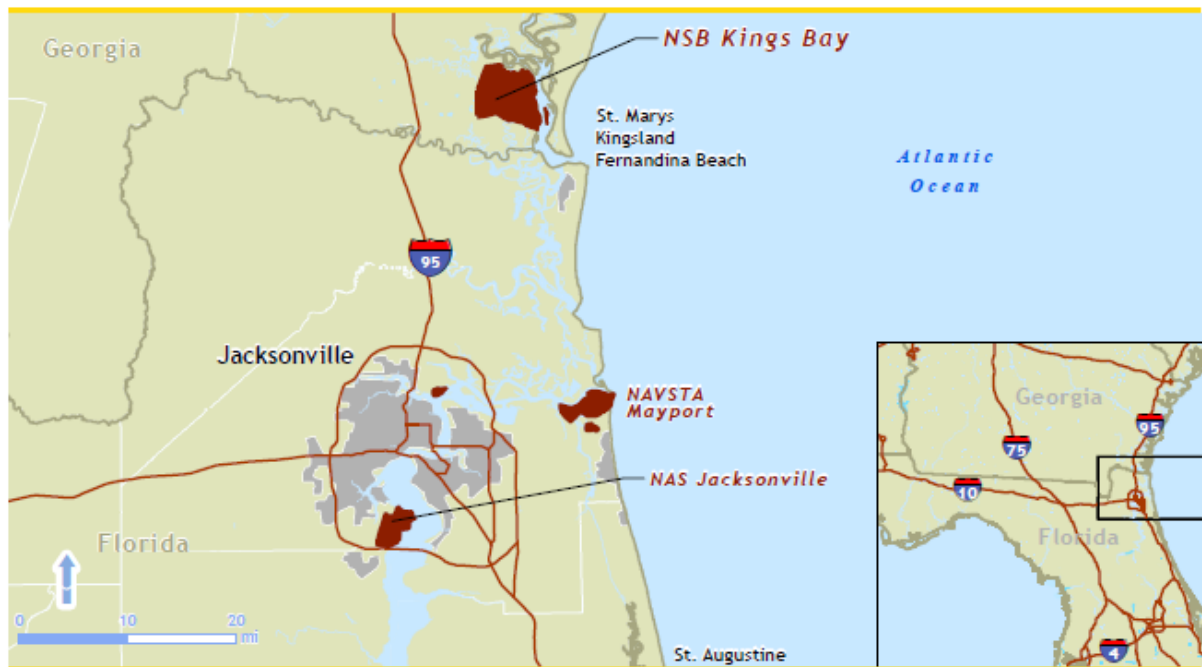 Georgia
NSB Kings Bay
St. Marys
Kingsland
Fernandina Beach
Atlantic
Ocean
95
Jacksonville
NAVSTA
Mayport
NAS Jacksonville
Florida
0 10 20
mi
St. Augustine
Georgia
95
75
10
Florida
4